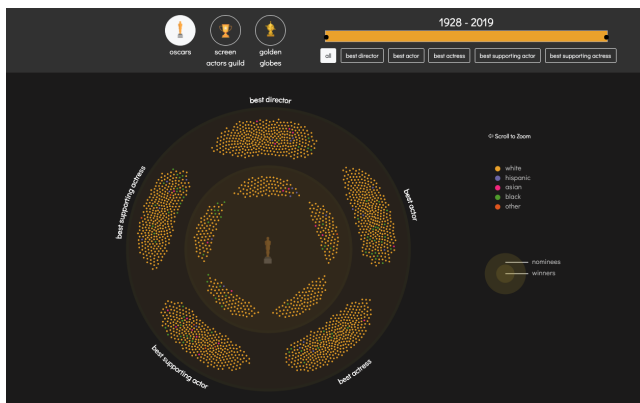 1928 - 2019
oscars
screen
actors guild
golden
globes
all
best director
best actor
best actress
best supporting actor
best supporting actress
best director
Scroll to Zoom
best supporting actress
best actor
white
hispanic
asian
black
other
nominees
winners
best supporting actor
best actress